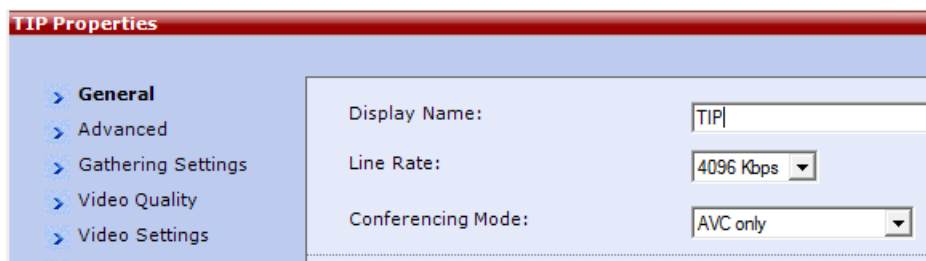 TIP Properties
General
Advanced
Gathering Settings
Video Quality
Video Settings
Display Name: TIP
Line Rate: 4096 Kbps
Conferencing Mode: AVC only